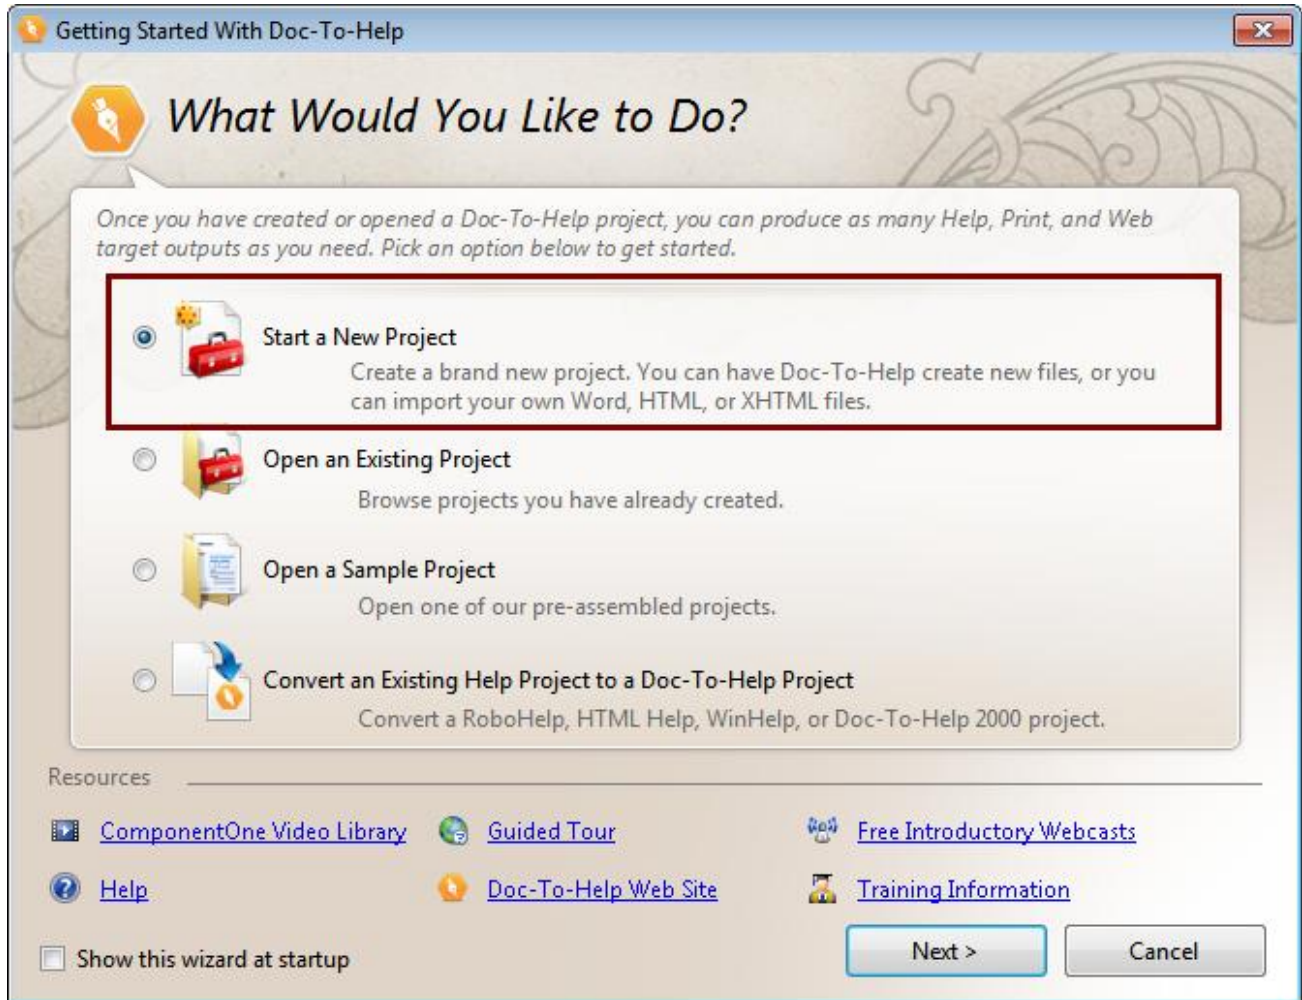 Getting Started With Doc-To-Help
What Would You Like to Do?
Once you have created or opened a Doc-To-Help project, you can produce as many Help, Print, and Web
target outputs as you need. Pick an option below to get started.
Start a New Project
Create a brand new project. You can have Doc-To-Help create new files, or you
can import your own Word, HTML, or XHTML files.
Open an Existing Project
Browse projects you have already created.
Open a Sample Project
Open one of our pre-assembled projects.
Convert an Existing Help Project to a Doc-To-Help Project
Convert a RoboHelp, HTML Help, WinHelp, or Doc-To-Help 2000 project.
Resources
ComponentOne Video Library
Guided Tour
Free Introductory Webcasts
Help
Doc-To-Help Web Site
Training Information
Show this wizard at startup
Next >
Cancel